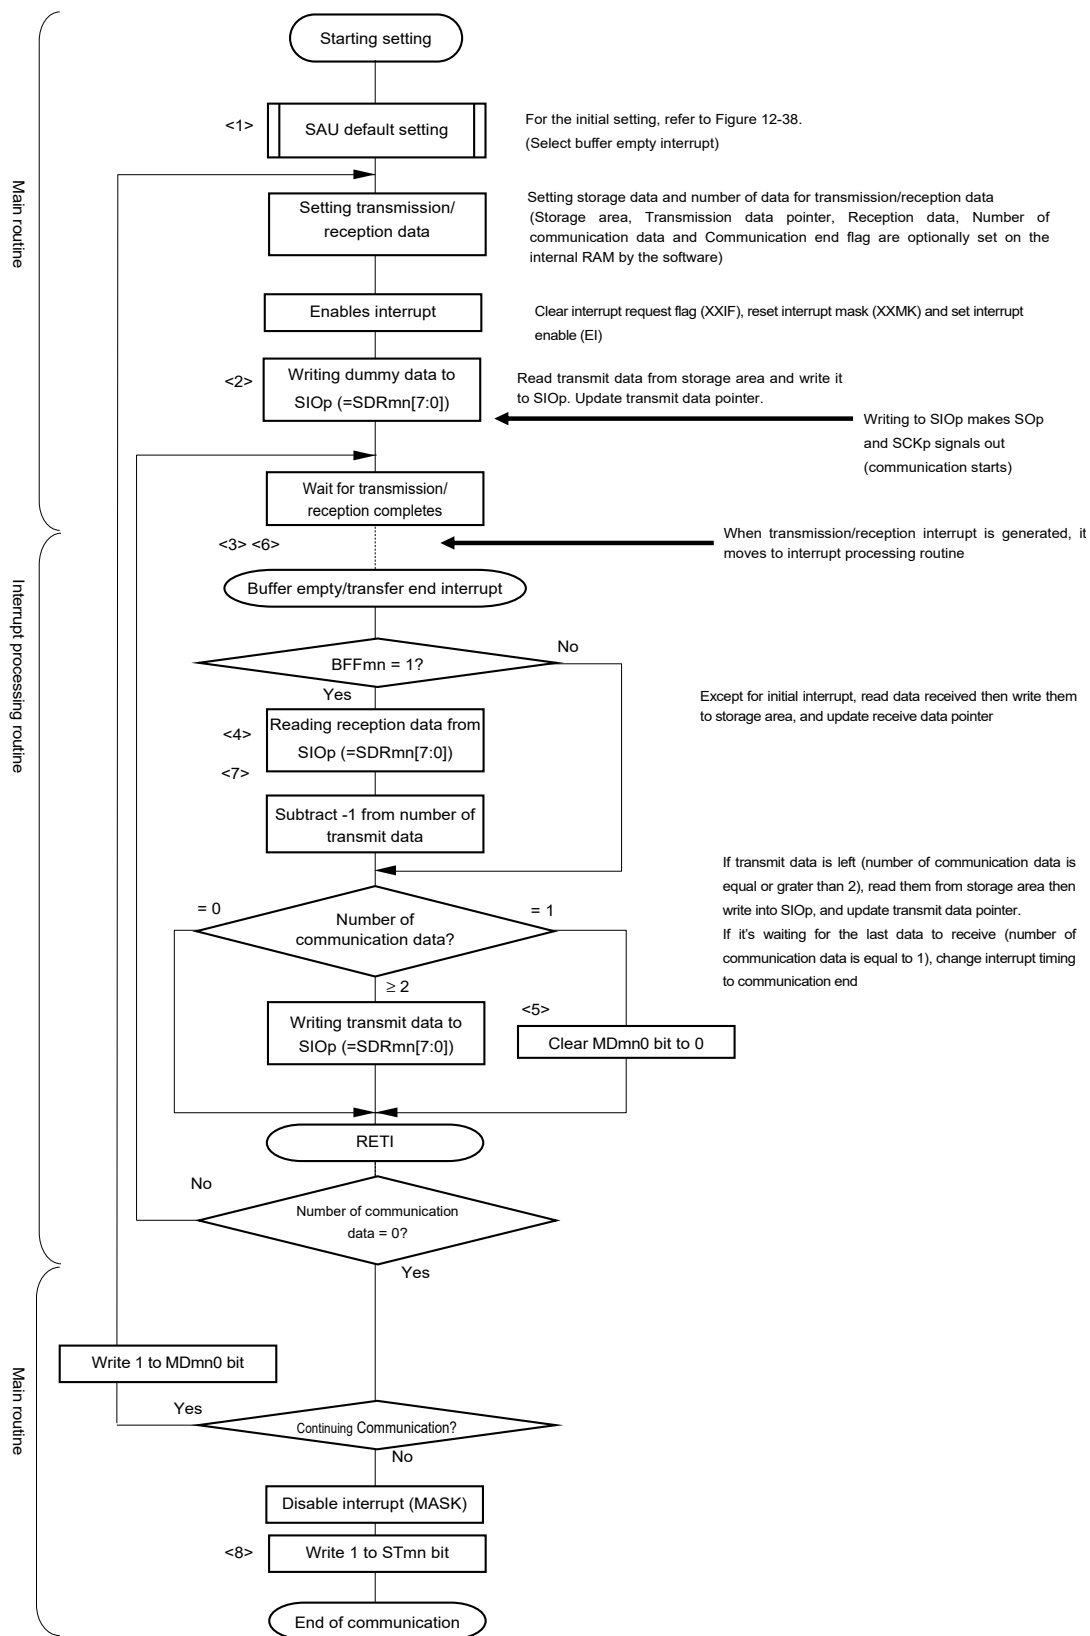 Main routine
Starting setting
<1>
SAU default setting
For the initial setting, refer to Figure 12-38.
(Select buffer empty interrupt)
Setting transmission/
reception data
Setting storage data and number of data for transmission/reception data
(Storage area, Transmission data pointer, Reception data, Number of
communication data and Communication end flag are optionally set on the
internal RAM by the software)
Enables interrupt
Clear interrupt request flag (XXIF), reset interrupt mask (XXMK) and set interrupt
enable (EI)
<2>
Writing dummy data to
SIOp (=SDRmn[7:0])
Read transmit data from storage area and write it
to SIOp. Update transmit data pointer.
Writing to SIOp makes SOp
and SCKp signals out
(communication starts)
Wait for transmission/
reception completes
Interrupt processing routine
<3> <6>
When transmission/reception interrupt is generated, it
moves to interrupt processing routine
Buffer empty/transfer end interrupt
BFFmn = 1?
No
Yes
<4>
<7>
Reading reception data from
SIOp (=SDRmn[7:0])
Except for initial interrupt, read data received then write them
to storage area, and update receive data pointer
Subtract -1 from number of
transmit data
= 0
Number of
communication data?
= 1
≥ 2
If transmit data is left (number of communication data is
equal or grater than 2), read them from storage area then
write into SIOp, and update transmit data pointer.
If it's waiting for the last data to receive (number of
communication data is equal to 1), change interrupt timing
to communication end
Writing transmit data to
SIOp (=SDRmn[7:0])
<5>
Clear MDmn0 bit to 0
RETI
No
Number of communication
data = 0?
Yes
Main routine
Write 1 to MDmn0 bit
Yes
Continuing Communication?
No
Disable interrupt (MASK)
<8>
Write 1 to STmn bit
End of communication